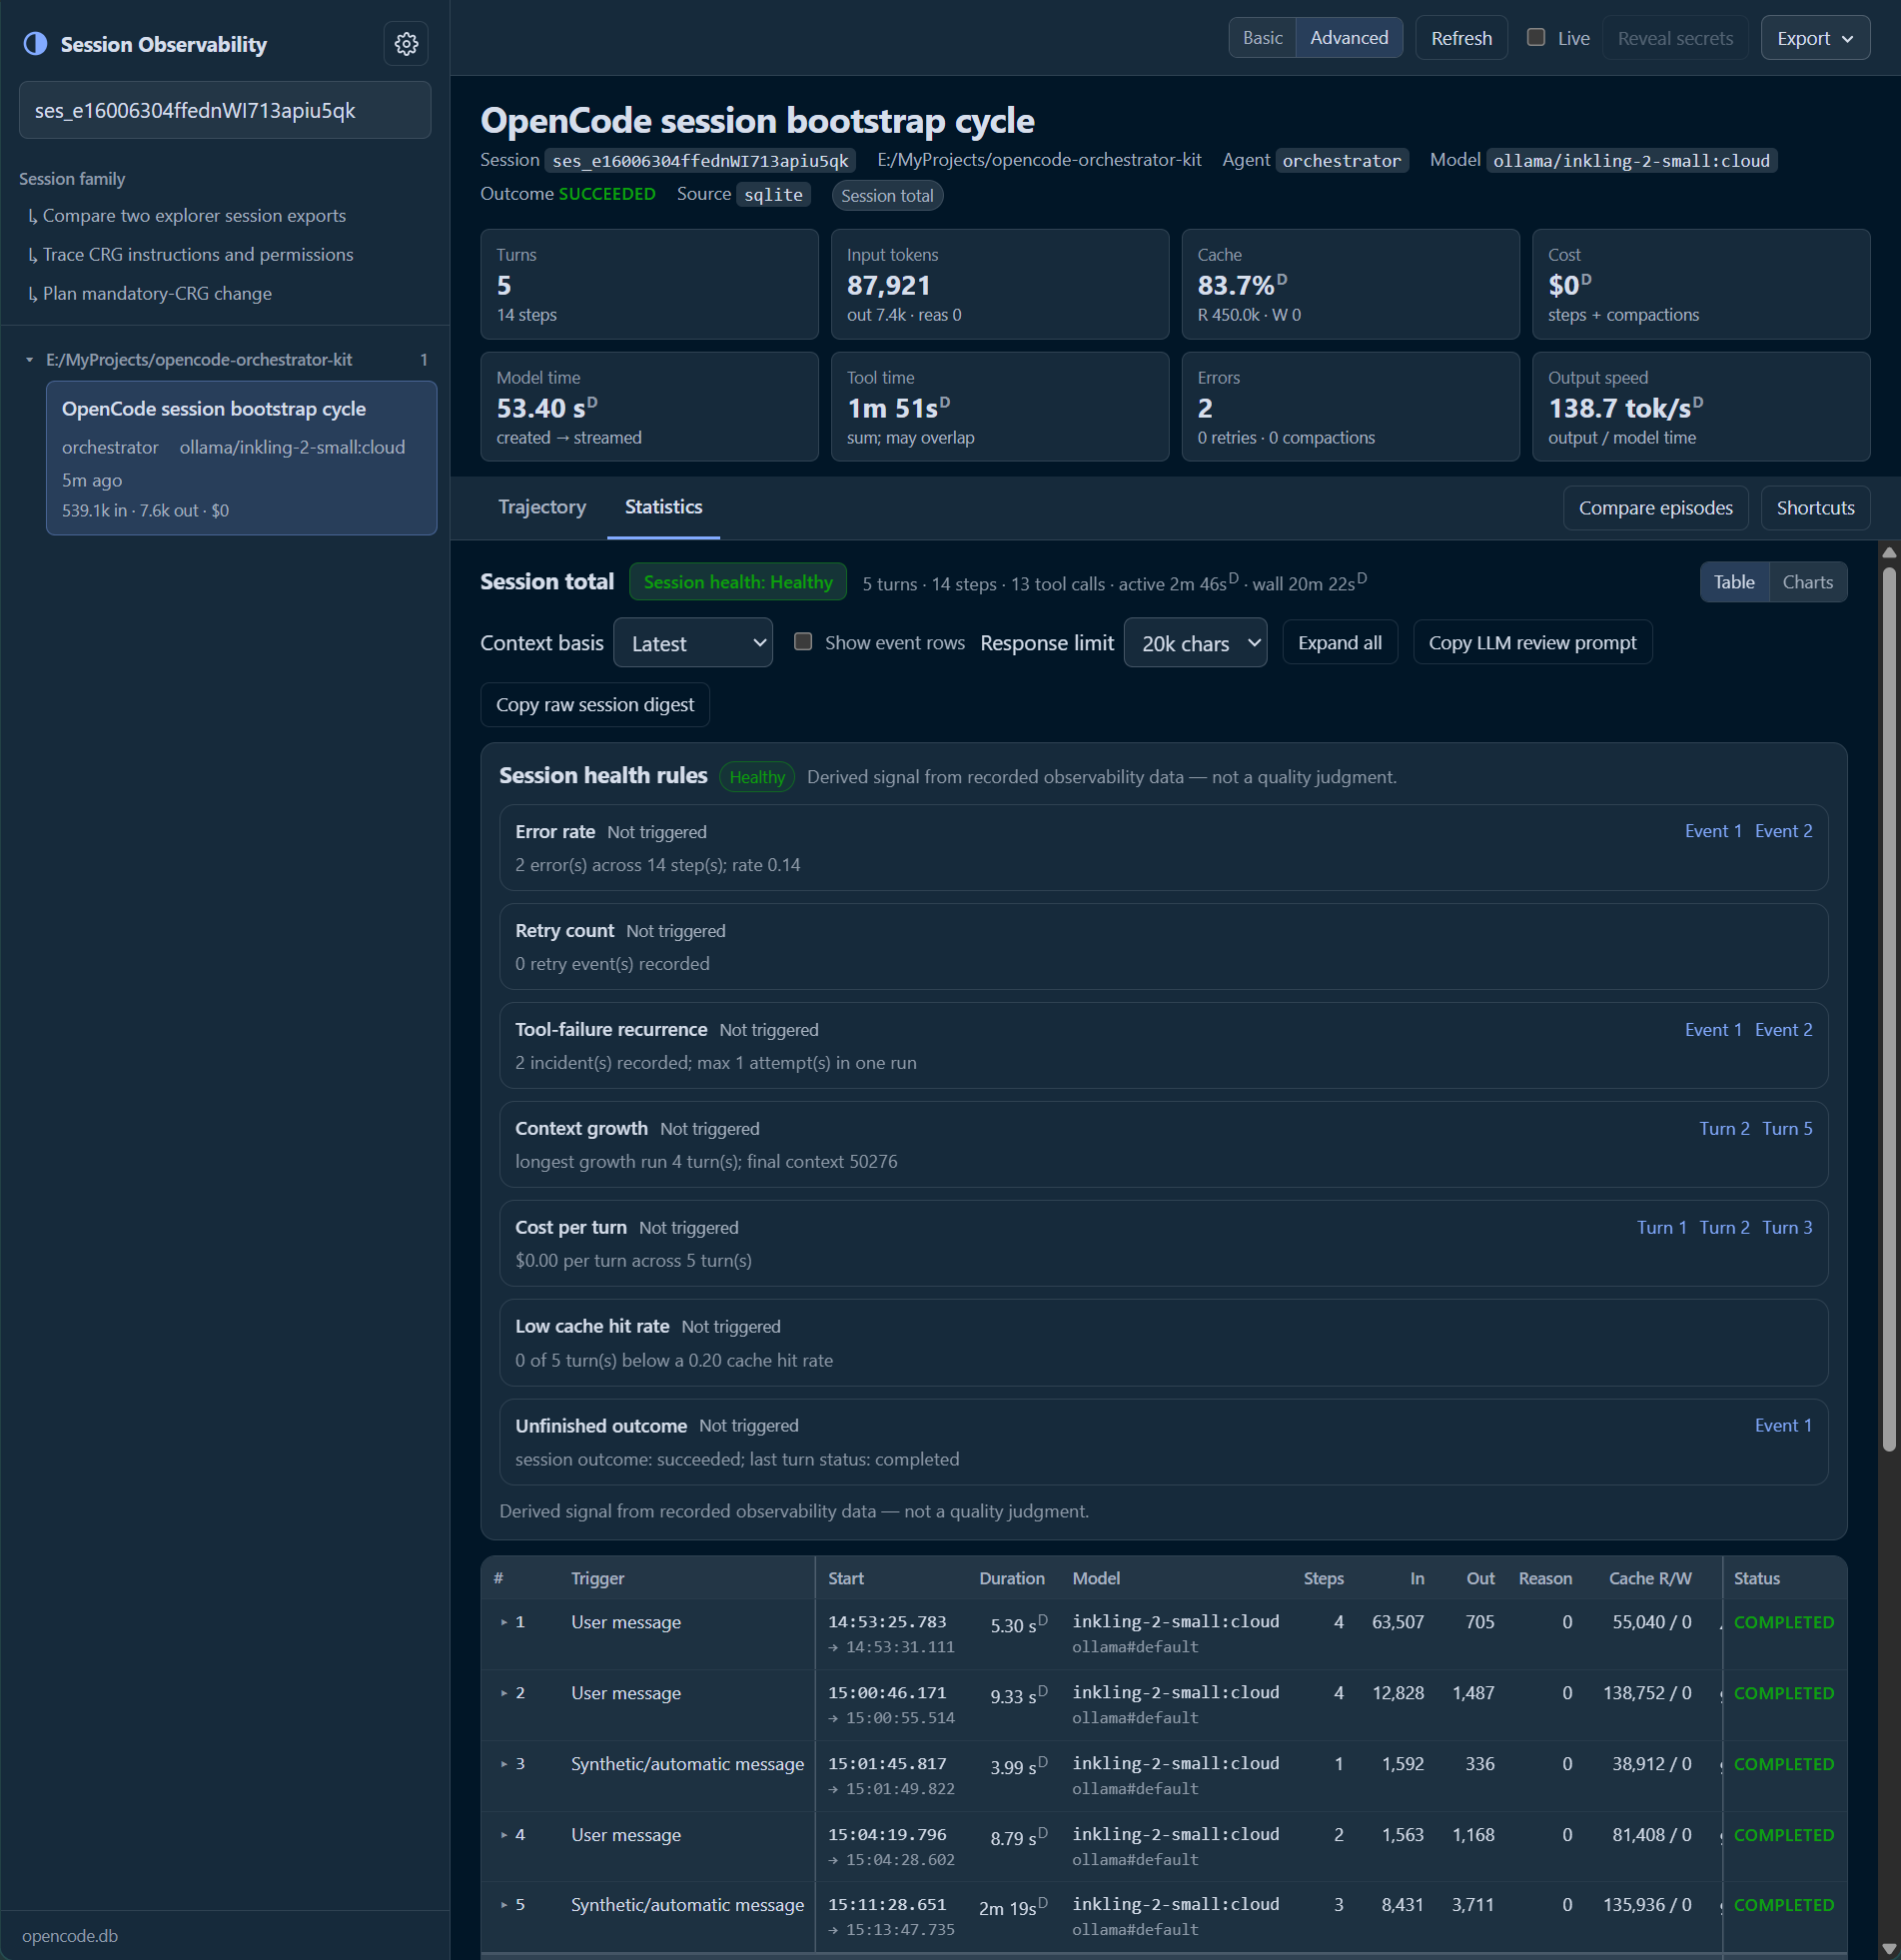 Session Observability
ses_e16006304ffednWI713apiu5qk
Session family
↳ Compare two explorer session exports
↳ Trace CRG instructions and permissions
↳ Plan mandatory-CRG change
E:/MyProjects/opencode-orchestrator-kit 1
OpenCode session bootstrap cycle
orchestrator ollama/inkling-2-small:cloud
5m ago
539.1k in · 7.6k out · $0
opencode.db
Basic Advanced Refresh Live Reveal secrets Export
OpenCode session bootstrap cycle
Session ses_e16006304ffednWI713apiu5qk E:/MyProjects/opencode-orchestrator-kit Agent orchestrator Model ollama/inkling-2-small:cloud
Outcome SUCCEEDED Source sqlite Session total
Turns
5
14 steps
Input tokens
87,921
out 7.4k · reas 0
Cache
83.7%D
R 450.0k · W 0
Cost
$0D
steps + compactions
Model time
53.40 sD
created → streamed
Tool time
1m 51sD
sum; may overlap
Errors
2
0 retries · 0 compactions
Output speed
138.7 tok/sD
output / model time
Trajectory Statistics Compare episodes Shortcuts
Session total Session health: Healthy 5 turns · 14 steps · 13 tool calls · active 2m 46sD · wall 20m 22sD Table Charts
Context basis Latest Show event rows Response limit 20k chars Expand all Copy LLM review prompt
Copy raw session digest
Session health rules Healthy Derived signal from recorded observability data — not a quality judgment.
Error rate Not triggered Event 1 Event 2
2 error(s) across 14 step(s); rate 0.14
Retry count Not triggered
0 retry event(s) recorded
Tool-failure recurrence Not triggered Event 1 Event 2
2 incident(s) recorded; max 1 attempt(s) in one run
Context growth Not triggered Turn 2 Turn 5
longest growth run 4 turn(s); final context 50276
Cost per turn Not triggered Turn 1 Turn 2 Turn 3
$0.00 per turn across 5 turn(s)
Low cache hit rate Not triggered
0 of 5 turn(s) below a 0.20 cache hit rate
Unfinished outcome Not triggered Event 1
session outcome: succeeded; last turn status: completed
Derived signal from recorded observability data — not a quality judgment.
# Trigger Start Duration Model Steps In Out Reason Cache R/W Status
1 User message 14:53:25.783 5.30 sD inkling-2-small:cloud 4 63,507 705 0 55,040 / 0 COMPLETED
→ 14:53:31.111 ollama#default
2 User message 15:00:46.171 9.33 sD inkling-2-small:cloud 4 12,828 1,487 0 138,752 / 0 COMPLETED
→ 15:00:55.514 ollama#default
3 Synthetic/automatic message 15:01:45.817 3.99 sD inkling-2-small:cloud 1 1,592 336 0 38,912 / 0 COMPLETED
→ 15:01:49.822 ollama#default
4 User message 15:04:19.796 8.79 sD inkling-2-small:cloud 2 1,563 1,168 0 81,408 / 0 COMPLETED
→ 15:04:28.602 ollama#default
5 Synthetic/automatic message 15:11:28.651 2m 19sD inkling-2-small:cloud 3 8,431 3,711 0 135,936 / 0 COMPLETED
→ 15:13:47.735 ollama#default